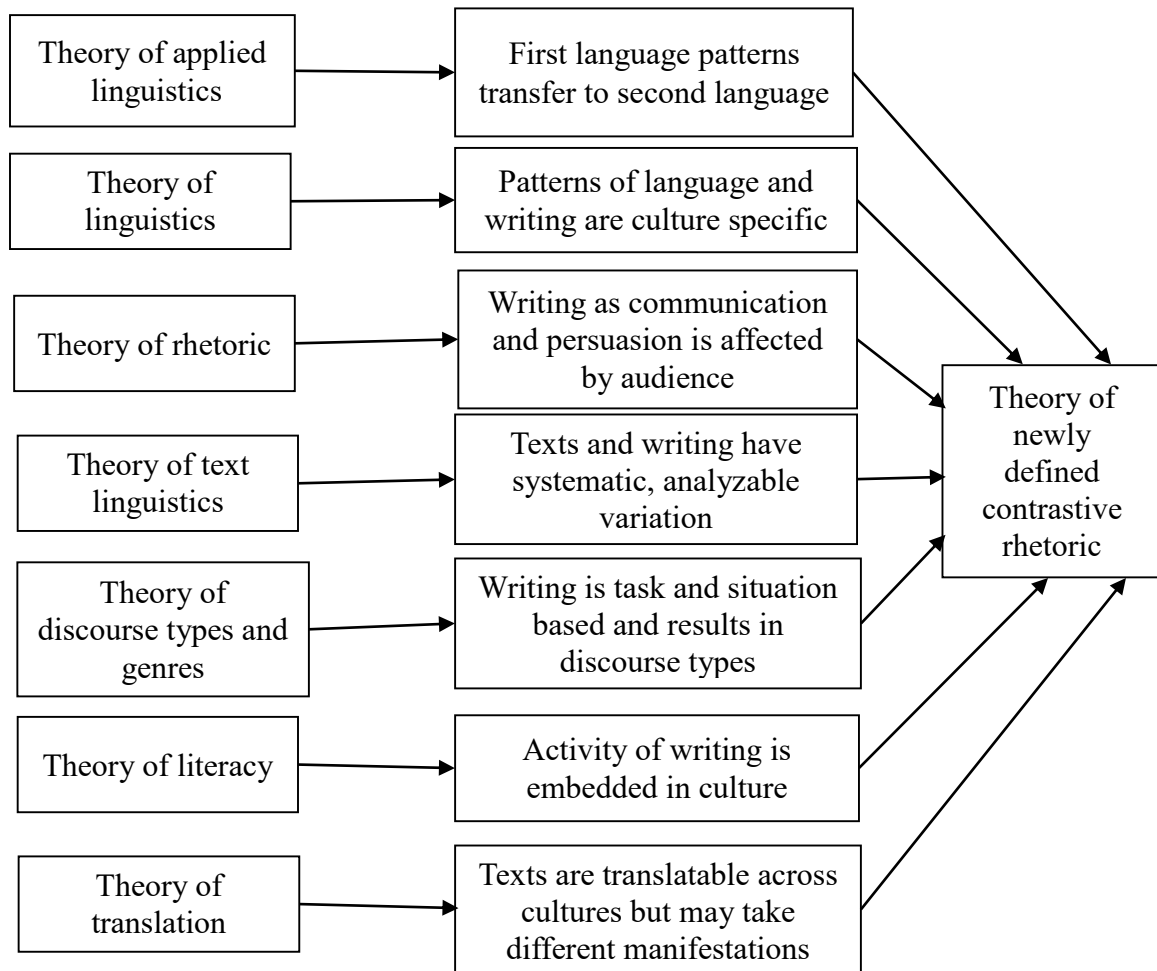 Theory of applied
linguistics
First language patterns
transfer to second language
Theory of
linguistics
Patterns of language and
writing are culture specific
Theory of rhetoric
Writing as communication
and persuasion is affected
by audience
Theory of text
linguistics
Texts and writing have
systematic, analyzable
variation
Theory of
discourse types and
genres
Writing is task and situation
based and results in
discourse types
Theory of literacy
Activity of writing is
embedded in culture
Theory of
translation
Texts are translatable across
cultures but may take
different manifestations
Theory of
newly
defined
contrastive
rhetoric